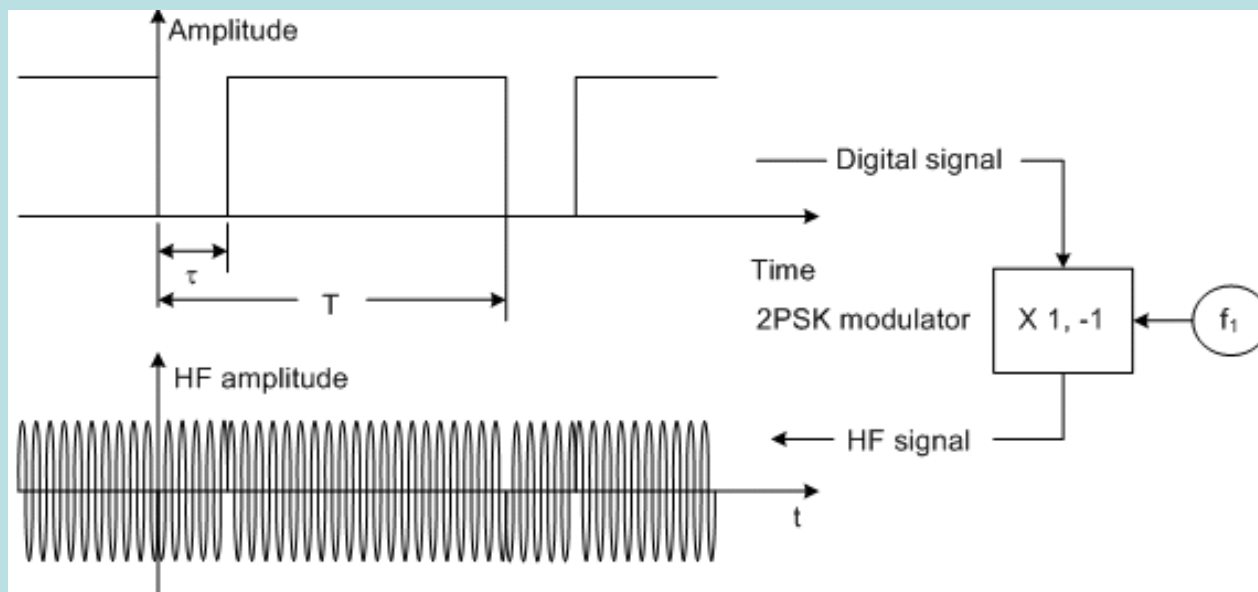 Amplitude
Digital signal
τ
T
Time
2PSK modulator
X 1, -1
f₁
HF amplitude
HF signal
t